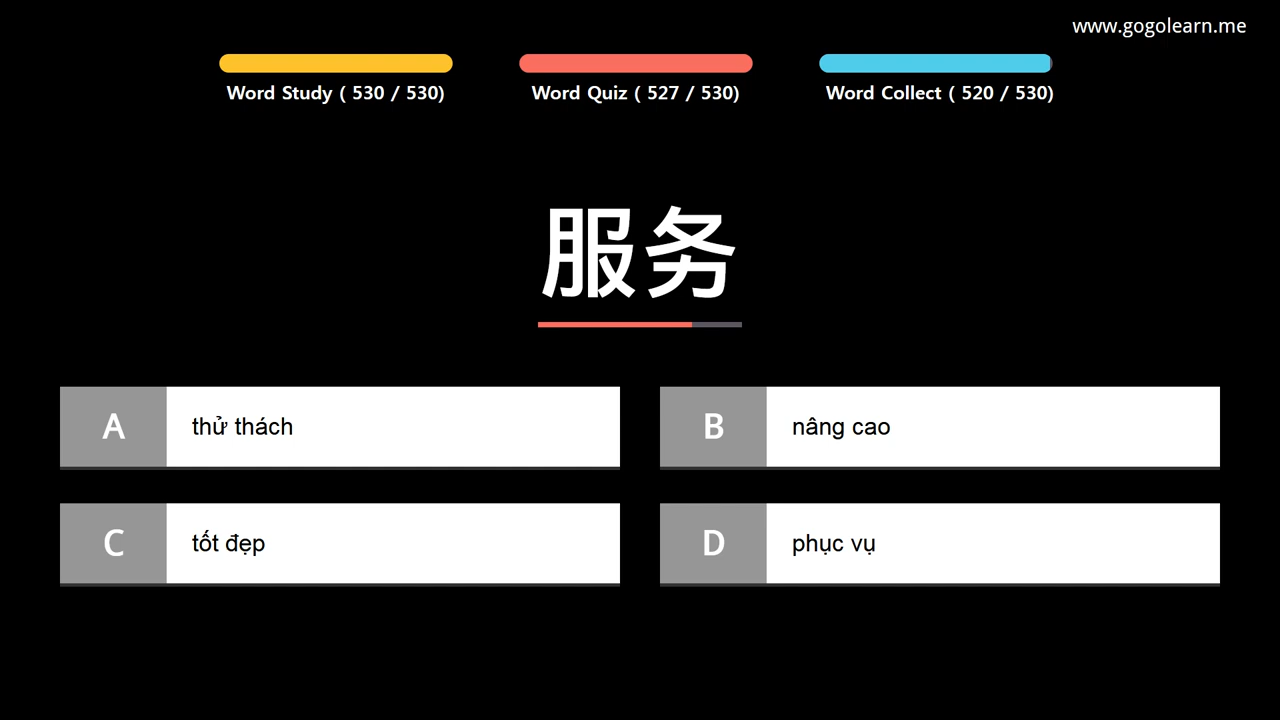 www.gogolearn.me
Word Study ( 530 / 530)
Word Quiz ( 527 / 530)
Word Collect ( 520 / 530)
服务
A thử thách
B nâng cao
C tốt đẹp
D phục vụ